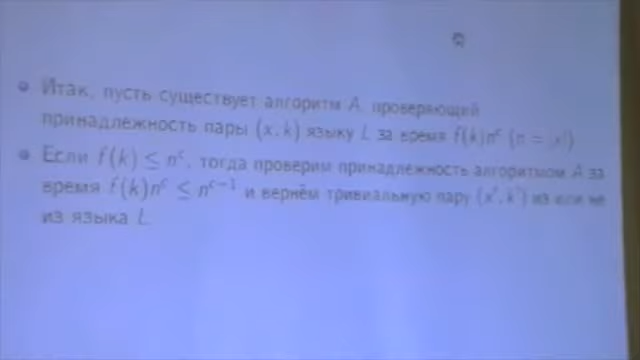 Итак, пусть существует алгоритм A, проверяющий
принадлежность пары (x, k) языку L за время f(k)n^c (n = |x|)
Если f(k) ≤ n^c, тогда проверим принадлежность алгоритмом A за
время f(k)n^c ≤ и вернём тривиальную пару (x', k') из или не
из языка L